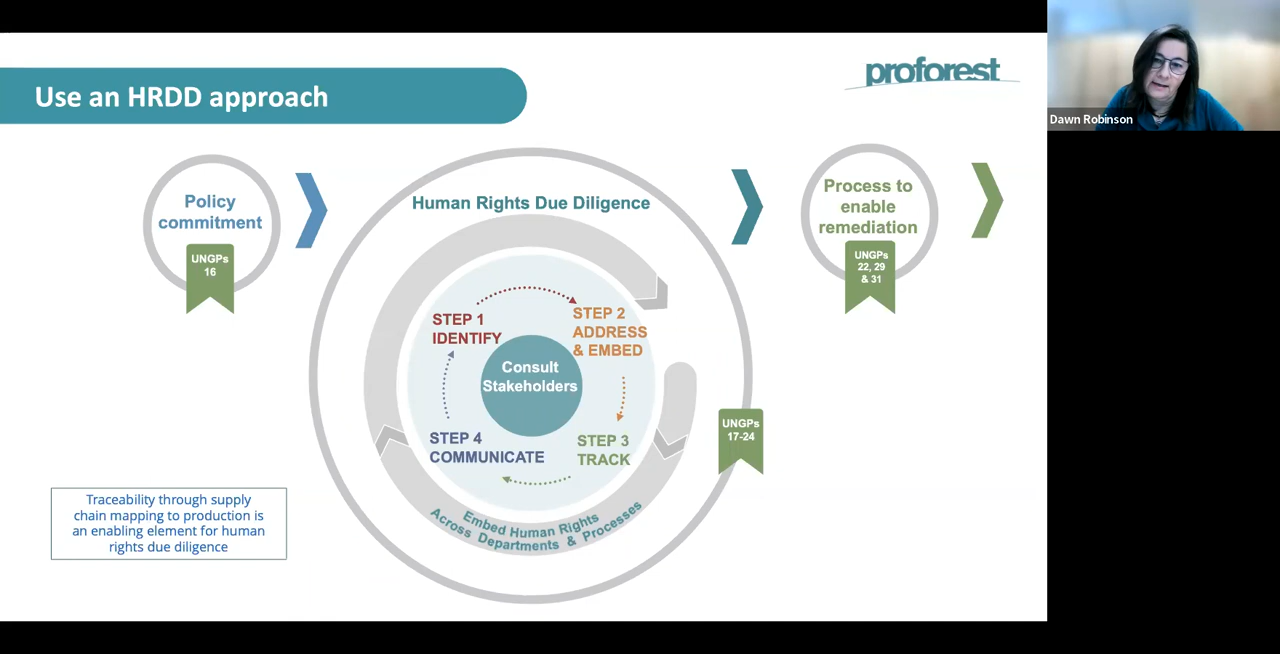 Use an HRDD approach
proforest
Dawn Robinson
Policy
commitment
UNGPs
16
Human Rights Due Diligence
STEP 1
IDENTIFY
STEP 2
ADDRESS
& EMBED
Consult
Stakeholders
STEP 4
COMMUNICATE
STEP 3
TRACK
Embed Human Rights
Across Departments & Processes
UNGPs
17-24
Process to
enable
remediation
UNGPs
22, 29
& 31
Traceability through supply
chain mapping to production is
an enabling element for human
rights due diligence